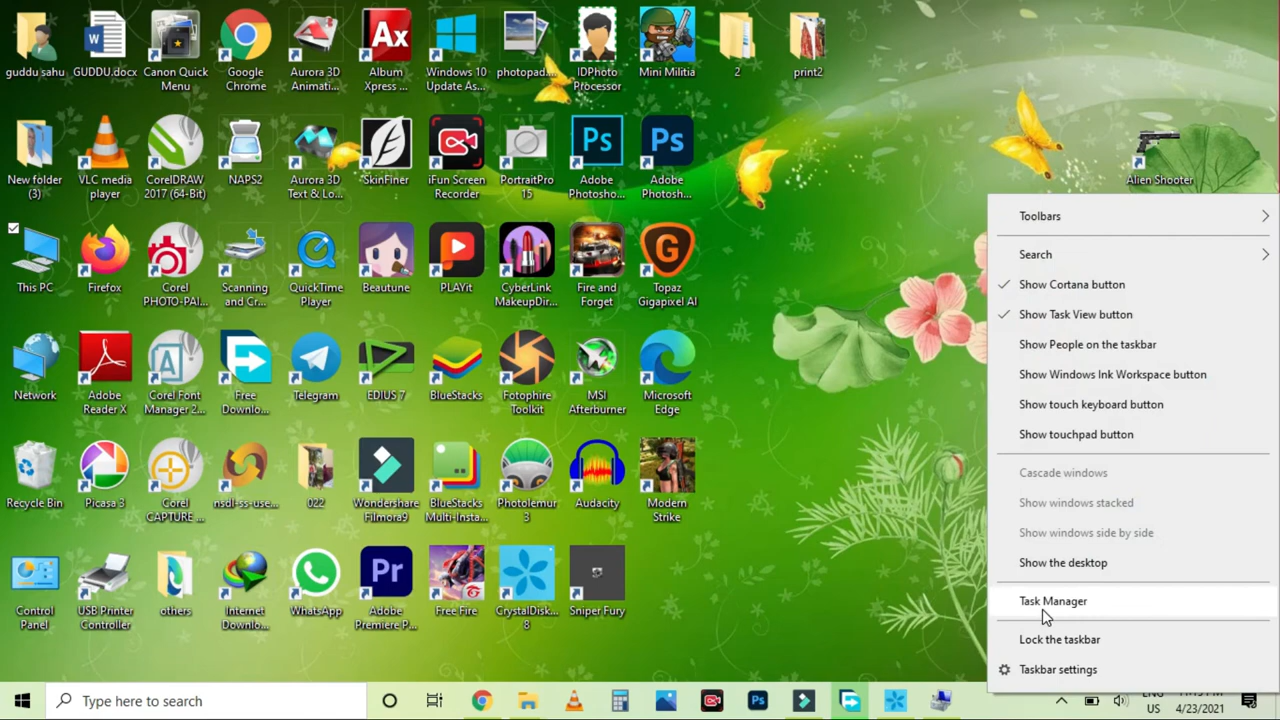 guddu sahu
GUDDU.docx
Canon Quick
Menu
Google
Chrome
Aurora 3D
Animati...
Album
Xpress ...
Windows 10
Update As...
photopad....
IDPhoto
Processor
Mini Militia
2
print2
New folder
(3)
VLC media
player
CorelDRAW
2017 (64-Bit)
NAPS2
Aurora 3D
Text & Lo...
SkinFiner
iFun Screen
Recorder
PortraitPro
15
Adobe
Photosho...
Adobe
Photosh...
Alien Shooter
This PC
Firefox
Corel
PHOTO-PAI...
Scanning
and Cr...
QuickTime
Player
Beautune
PLAYit
CyberLink
MakeupDir...
Fire and
Forget
Topaz
Gigapixel AI
Network
Adobe
Reader X
Corel Font
Manager 2...
Free
Downlo...
Telegram
EDIUS 7
BlueStacks
Fotophire
Toolkit
MSI
Afterburner
Microsoft
Edge
Recycle Bin
Picasa 3
Corel
CAPTURE ...
nsdl-ss-use...
022
Wondershare
Filmora9
BlueStacks
Multi-Insta...
Photolemur
3
Audacity
Modern
Strike
Control
Panel
USB Printer
Controller
others
Internet
Downlo...
WhatsApp
Adobe
Premiere P...
Free Fire
CrystalDisk...
8
Sniper Fury
Toolbars
Search
Show Cortana button
Show Task View button
Show People on the taskbar
Show Windows Ink Workspace button
Show touch keyboard button
Show touchpad button
Cascade windows
Show windows stacked
Show windows side by side
Show the desktop
Task Manager
Lock the taskbar
Taskbar settings
Type here to search
ENG
US
4/23/2021
Ax
Ps
Ps
Pr
Ps